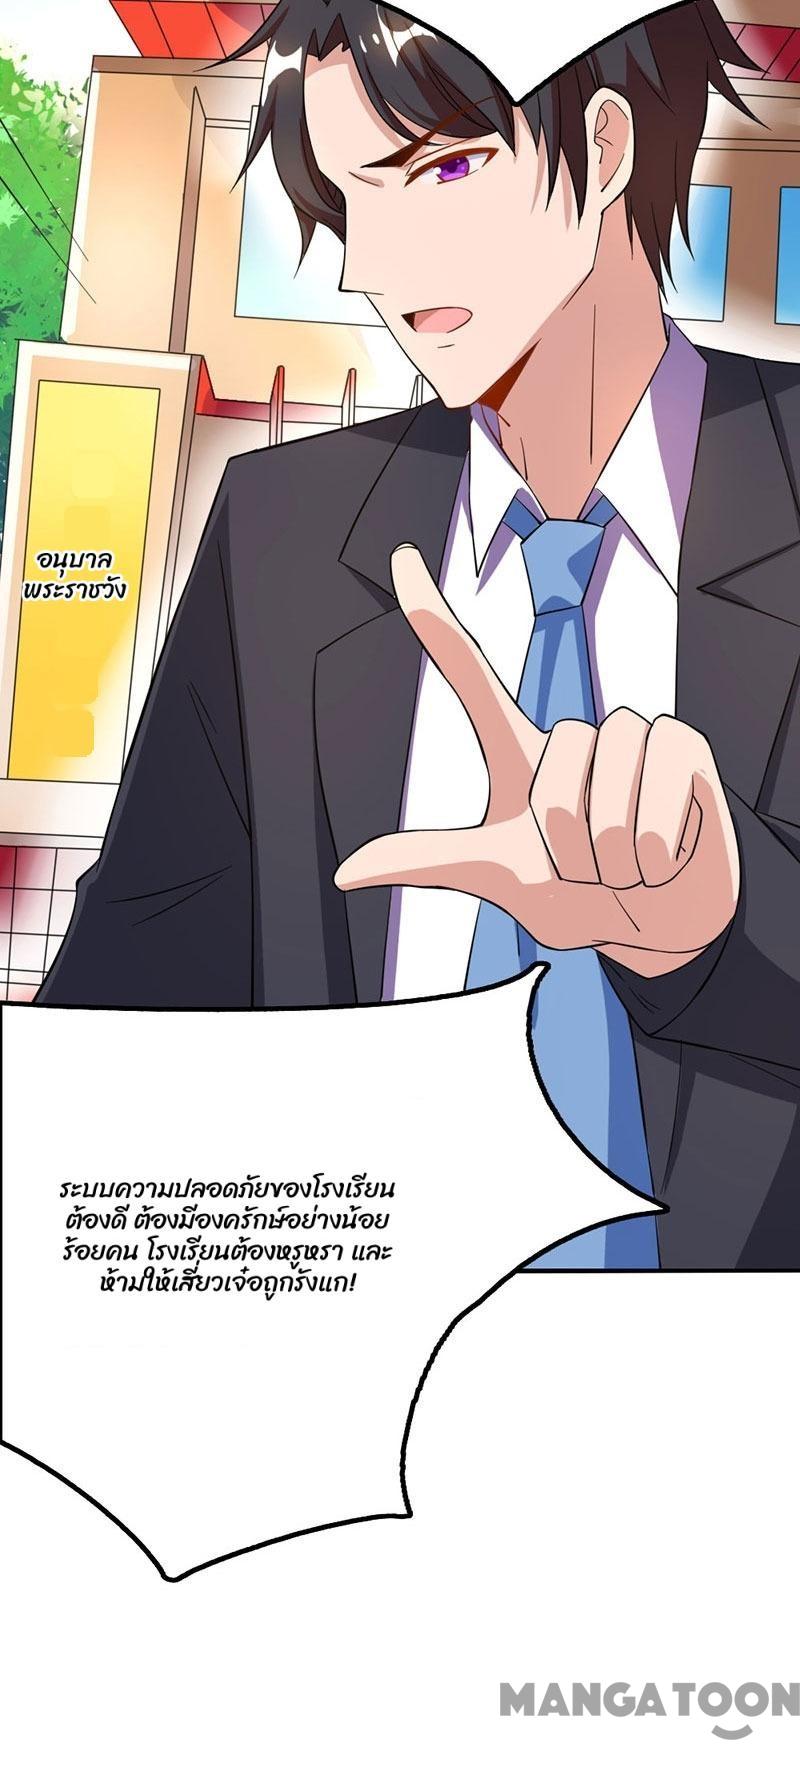 อนุบาล
พระราชวัง
ระบบความปลอดภัยของโรงเรียน
ต้องดี ต้องมีองครักษ์อย่างน้อย
ร้อยคน โรงเรียนต้องหรูหรา และ
ห้ามให้เสี่ยวเจ๋อถูกรังแก!
MANGATOON